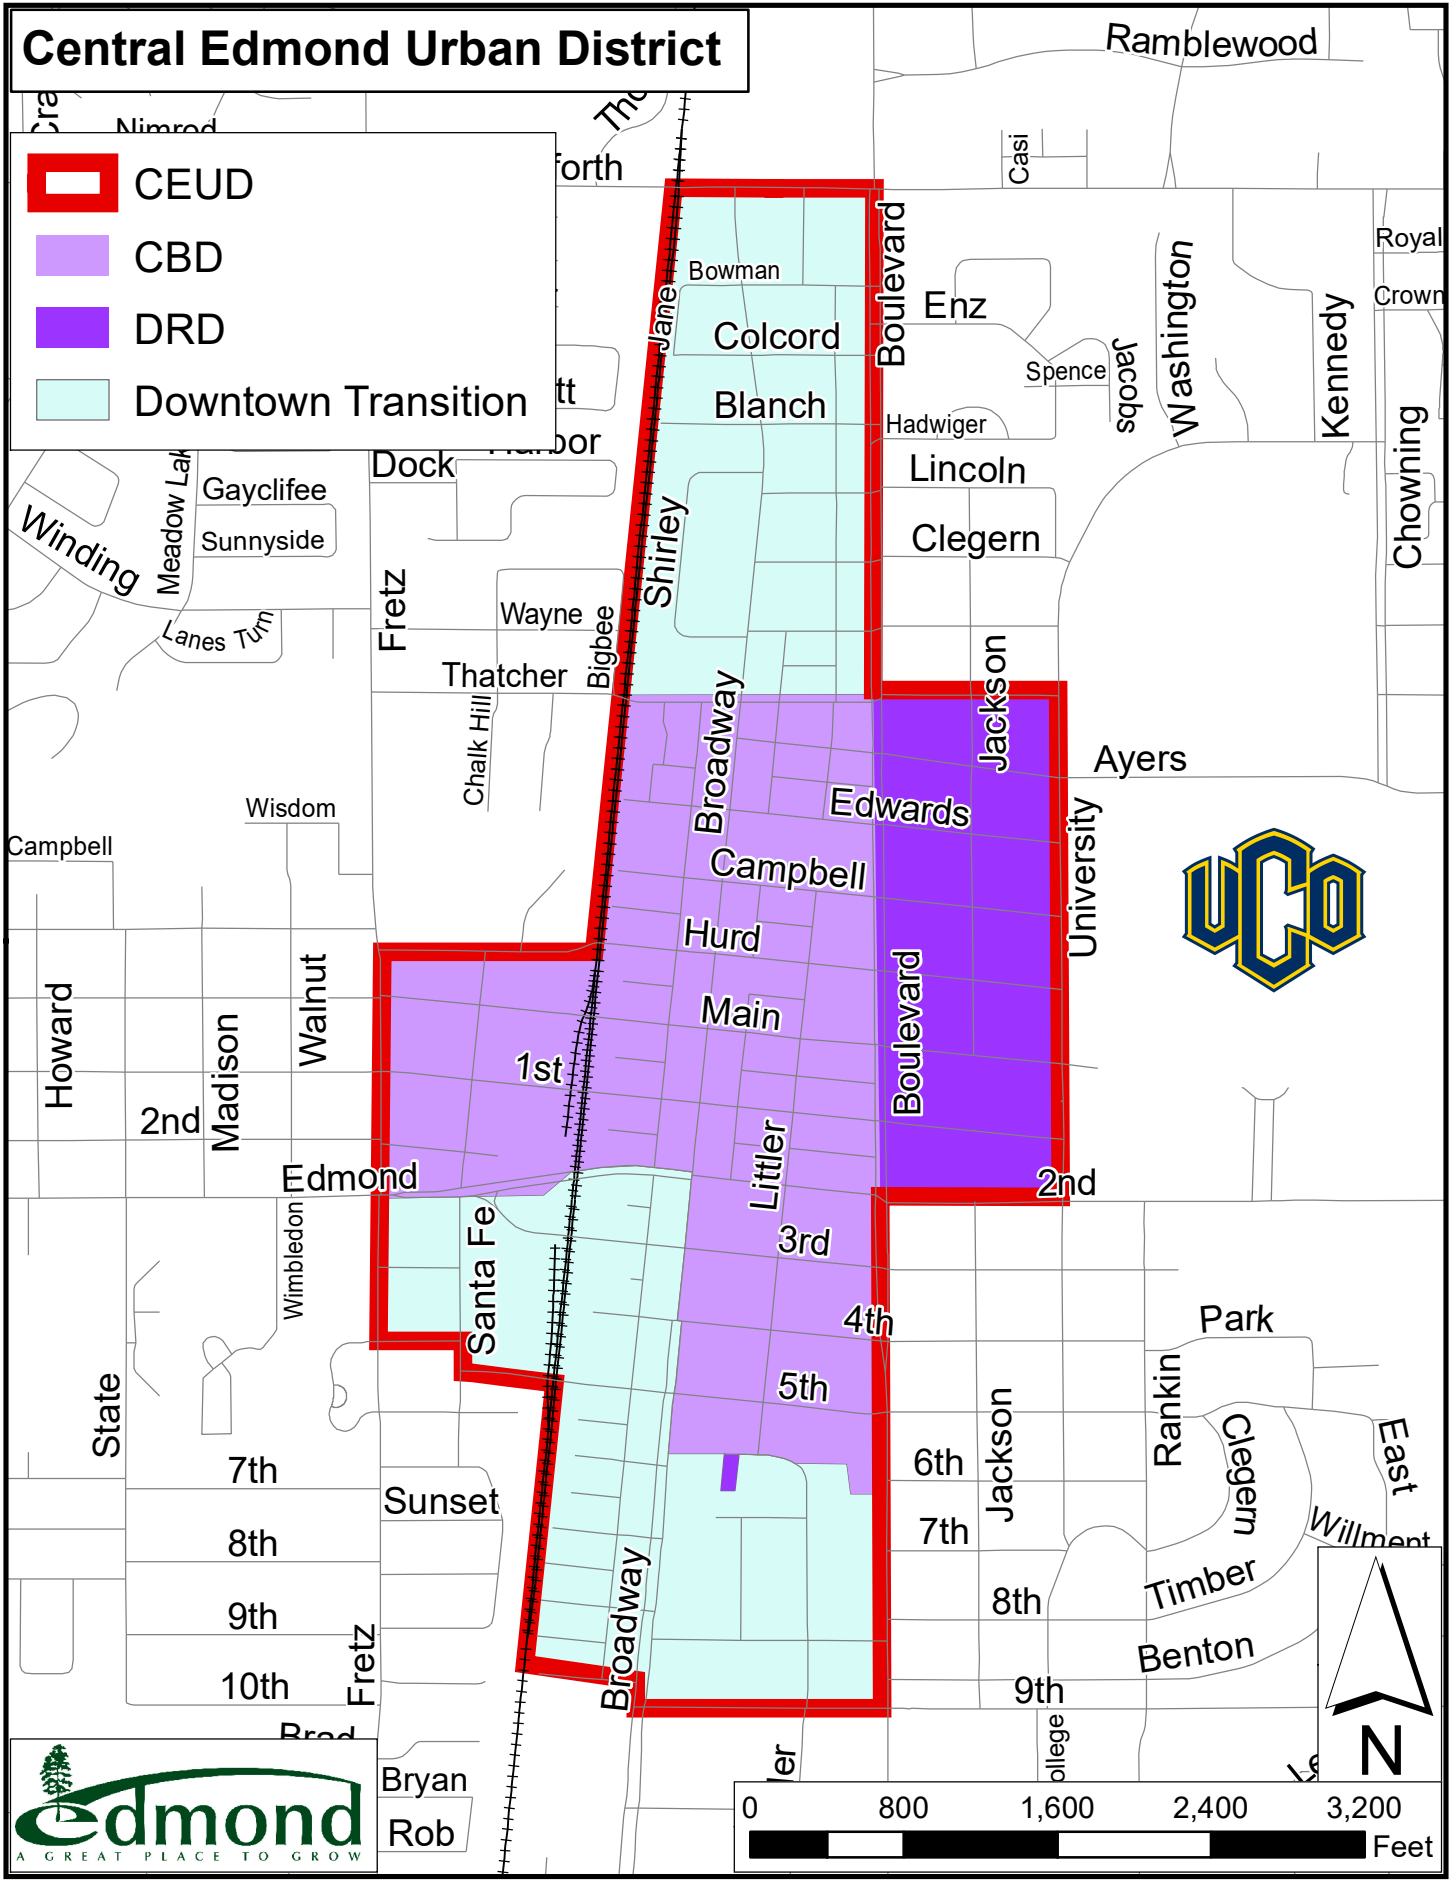 Central Edmond Urban District
Ramblewood
Nimrod
forth
Casi
CEUD
CBD
DRD
Downtown Transition
Boulevard
Royal
Bowman
Washington
Crown
Jane
Enz
Kennedy
Colcord
Jacobs
Spence
Blanch
Hadwiger
Chowning
Dock
Lincoln
Gayclifee
Meadow
Winding
Shirley
Sunnyside
Clegern
Fretz
Wayne
Bigbee
Lanes Turn
Thatcher
Jackson
Broadway
Chalk Hill
Ayers
Wisdom
Edwards
University
Campbell
Campbell
UCO
Hurd
Boulevard
Walnut
Howard
Main
Madison
1st
2nd
Littler
Edmond
2nd
Wimbledon
Santa Fe
3rd
4th
Park
5th
Rankin
State
Jackson
Clegern
East
6th
7th
Sunset
7th
Willment
8th
Timber
8th
Broadway
9th
Benton
Fretz
10th
9th
N
edmond
A GREAT PLACE TO GROW
Bryan
Rob
0 800 1,600 2,400 3,200
Feet